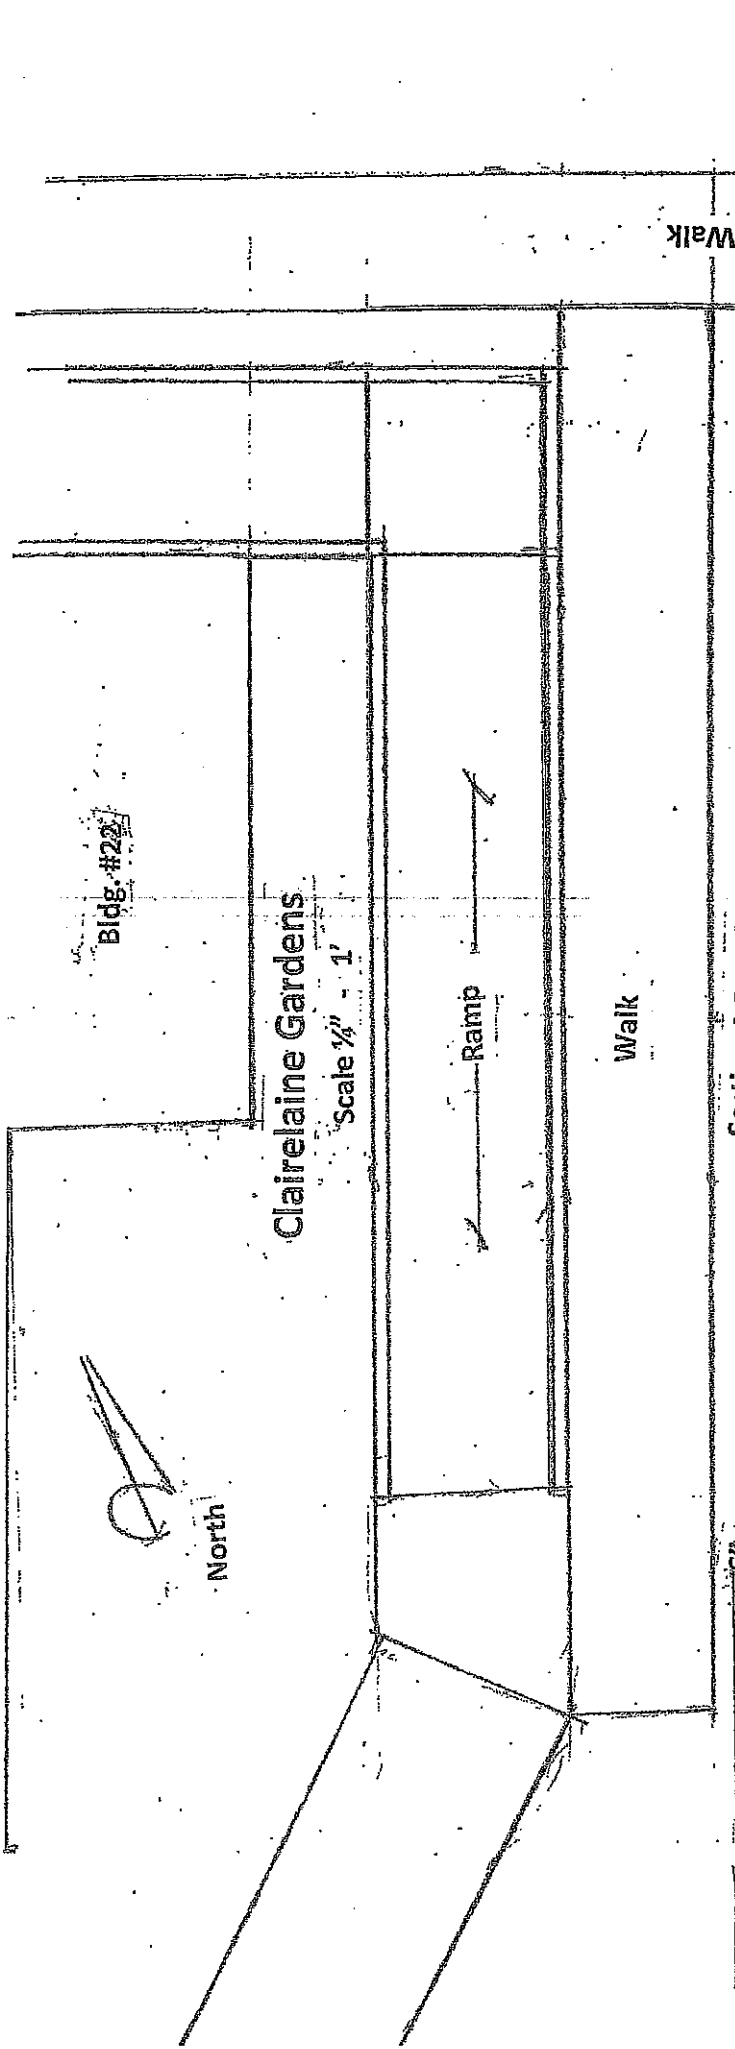 Walk
Bldg. #22
Clairelaine Gardens
Scale ¼" - 1'
Ramp
Walk
North